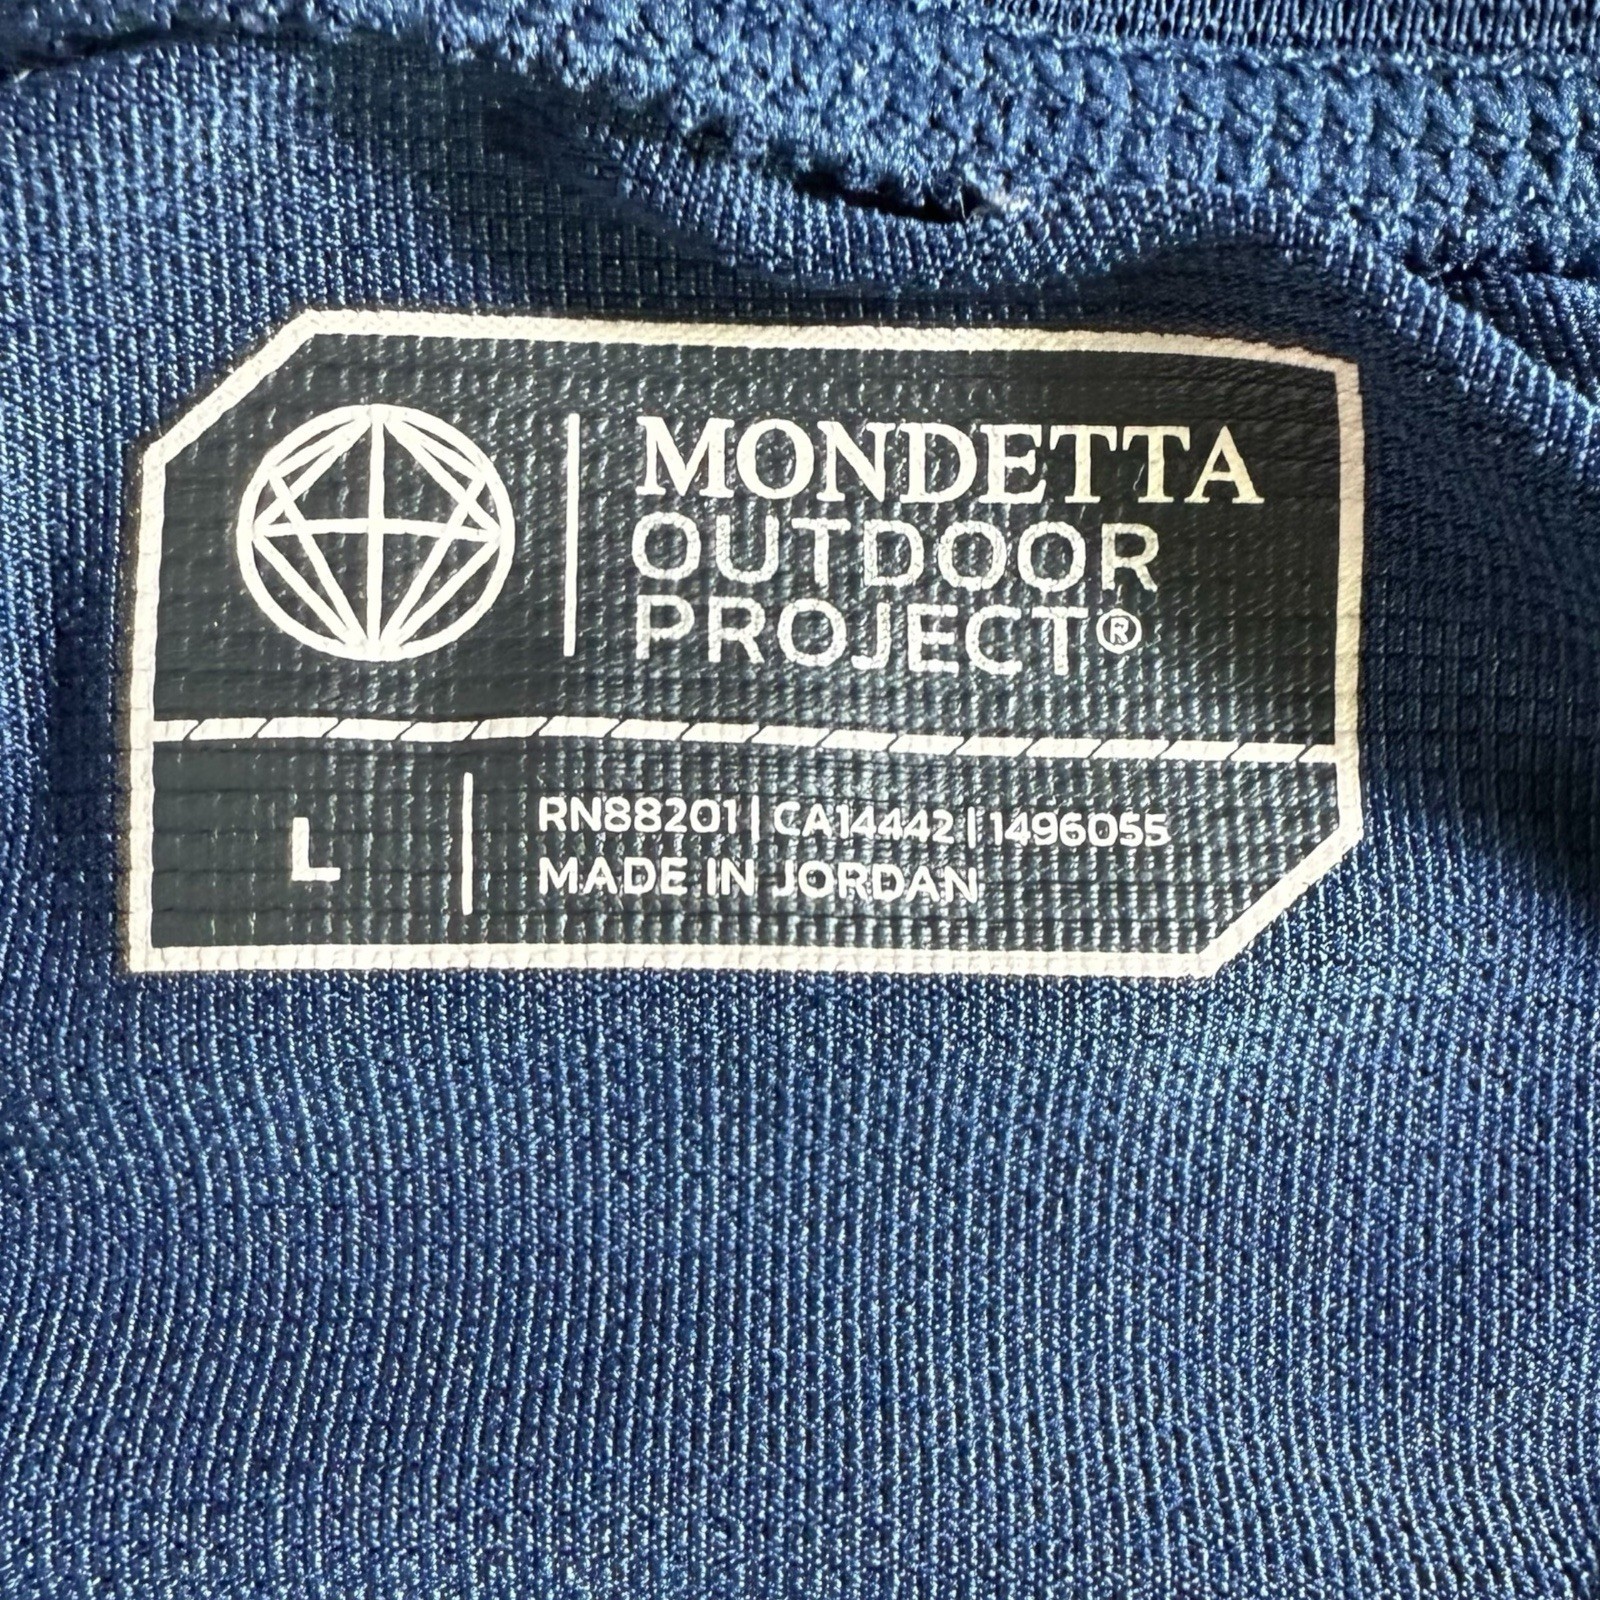 MONDETTA
OUTDOOR
PROJECT®
L
RN88201 | CA14442 | 1496055
MADE IN JORDAN